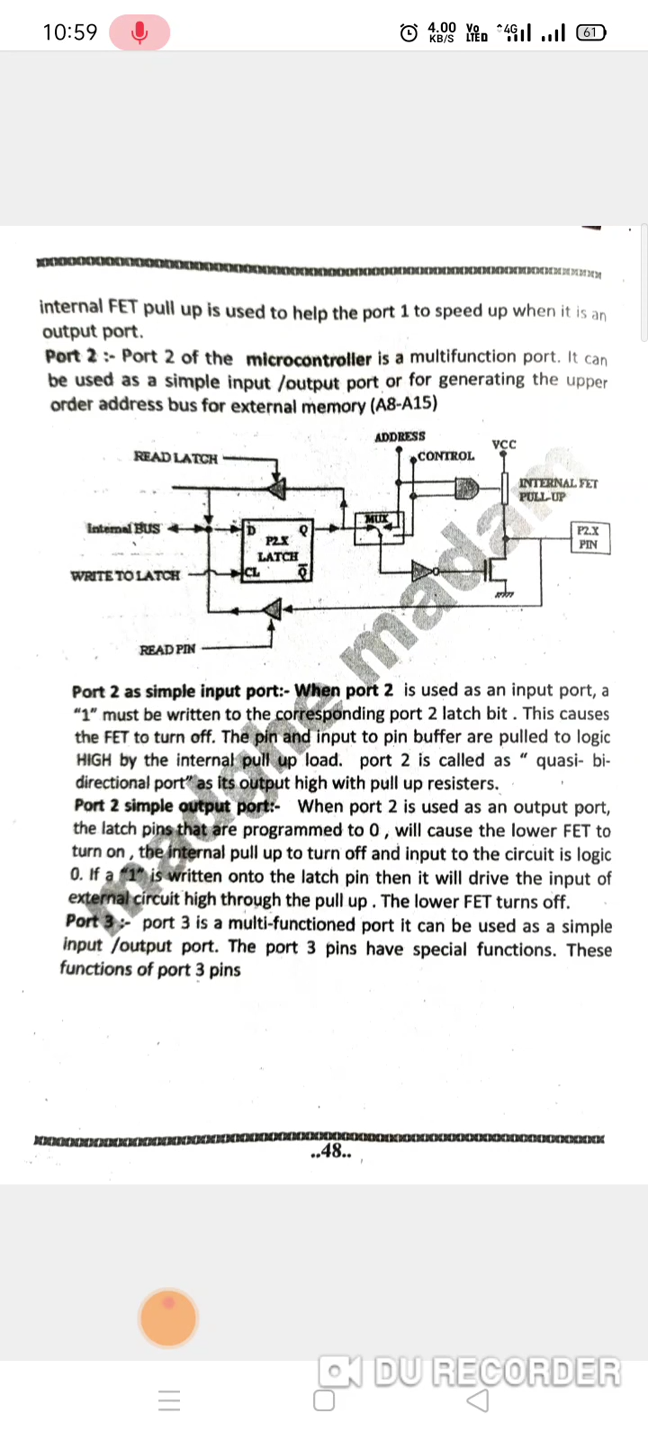 10:59
4.00 KB/S Vo LTED 4G 61
internal FET pull up is used to help the port 1 to speed up when it is an
output port.
Port 2 :- Port 2 of the microcontroller is a multifunction port. It can
be used as a simple input /output port or for generating the upper
order address bus for external memory (A8-A15)
ADDRESS
CONTROL
VCC
READ LATCH
INTERNAL FET
PULL-UP
MUX
Internal BUS
D Q
P2.X
LATCH
CL Q̅
P2.X
PIN
WRITE TO LATCH
READ PIN
Port 2 as simple input port:- When port 2 is used as an input port, a
“1” must be written to the corresponding port 2 latch bit . This causes
the FET to turn off. The pin and input to pin buffer are pulled to logic
HIGH by the internal pull up load. port 2 is called as “ quasi- bi-
directional port” as its output high with pull up resisters.
Port 2 simple output port:- When port 2 is used as an output port,
the latch pins that are programmed to 0 , will cause the lower FET to
turn on , the internal pull up to turn off and input to the circuit is logic
0. If a “1” is written onto the latch pin then it will drive the input of
external circuit high through the pull up . The lower FET turns off.
Port 3 :- port 3 is a multi-functioned port it can be used as a simple
input /output port. The port 3 pins have special functions. These
functions of port 3 pins
madghe madam
..48..
DU RECORDER